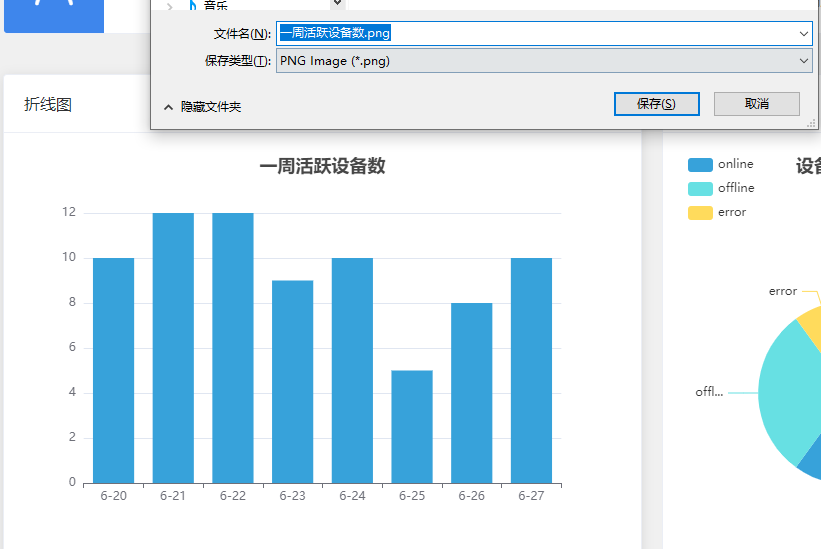 音乐
文件名(N): 一周活跃设备数.png
保存类型(T): PNG Image (*.png)
隐藏文件夹 保存(S) 取消
折线图
一周活跃设备数
12
10
8
6
4
2
0
6-20 6-21 6-22 6-23 6-24 6-25 6-26 6-27
online
offline
error
设备
error
offl...